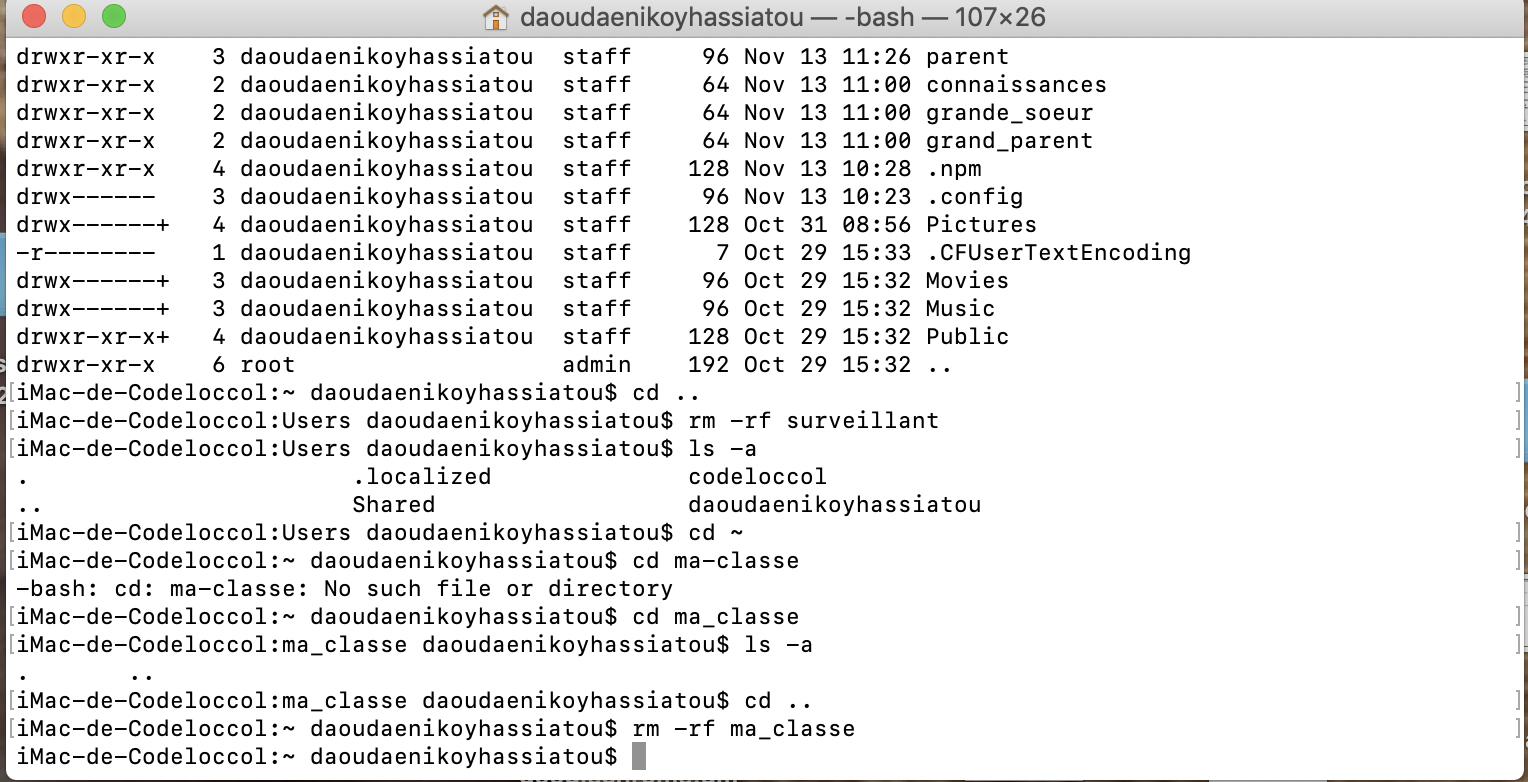 daoudaenikoyhassiatou — -bash — 107×26
drwxr-xr-x    3 daoudaenikoyhassiatou  staff     96 Nov 13 11:26 parent
drwxr-xr-x    2 daoudaenikoyhassiatou  staff     64 Nov 13 11:00 connaissances
drwxr-xr-x    2 daoudaenikoyhassiatou  staff     64 Nov 13 11:00 grande_soeur
drwxr-xr-x    2 daoudaenikoyhassiatou  staff     64 Nov 13 11:00 grand_parent
drwxr-xr-x    4 daoudaenikoyhassiatou  staff    128 Nov 13 10:28 .npm
drwx------    3 daoudaenikoyhassiatou  staff     96 Nov 13 10:23 .config
drwx------+   4 daoudaenikoyhassiatou  staff    128 Oct 31 08:56 Pictures
-r--------    1 daoudaenikoyhassiatou  staff      7 Oct 29 15:33 .CFUserTextEncoding
drwx------+   3 daoudaenikoyhassiatou  staff     96 Oct 29 15:32 Movies
drwx------+   3 daoudaenikoyhassiatou  staff     96 Oct 29 15:32 Music
drwxr-xr-x+   4 daoudaenikoyhassiatou  staff    128 Oct 29 15:32 Public
drwxr-xr-x    6 root                   admin    192 Oct 29 15:32 ..
[iMac-de-Codeloccol:~ daoudaenikoyhassiatou$ cd ..                                                         ]
[iMac-de-Codeloccol:Users daoudaenikoyhassiatou$ rm -rf surveillant                                        ]
[iMac-de-Codeloccol:Users daoudaenikoyhassiatou$ ls -a                                                     ]
.                       .localized              codeloccol
..                      Shared                  daoudaenikoyhassiatou
[iMac-de-Codeloccol:Users daoudaenikoyhassiatou$ cd ~                                                      ]
[iMac-de-Codeloccol:~ daoudaenikoyhassiatou$ cd ma-classe                                                  ]
-bash: cd: ma-classe: No such file or directory
[iMac-de-Codeloccol:~ daoudaenikoyhassiatou$ cd ma_classe                                                  ]
[iMac-de-Codeloccol:ma_classe daoudaenikoyhassiatou$ ls -a                                                 ]
.       ..
[iMac-de-Codeloccol:ma_classe daoudaenikoyhassiatou$ cd ..                                                 ]
[iMac-de-Codeloccol:~ daoudaenikoyhassiatou$ rm -rf ma_classe                                              ]
iMac-de-Codeloccol:~ daoudaenikoyhassiatou$